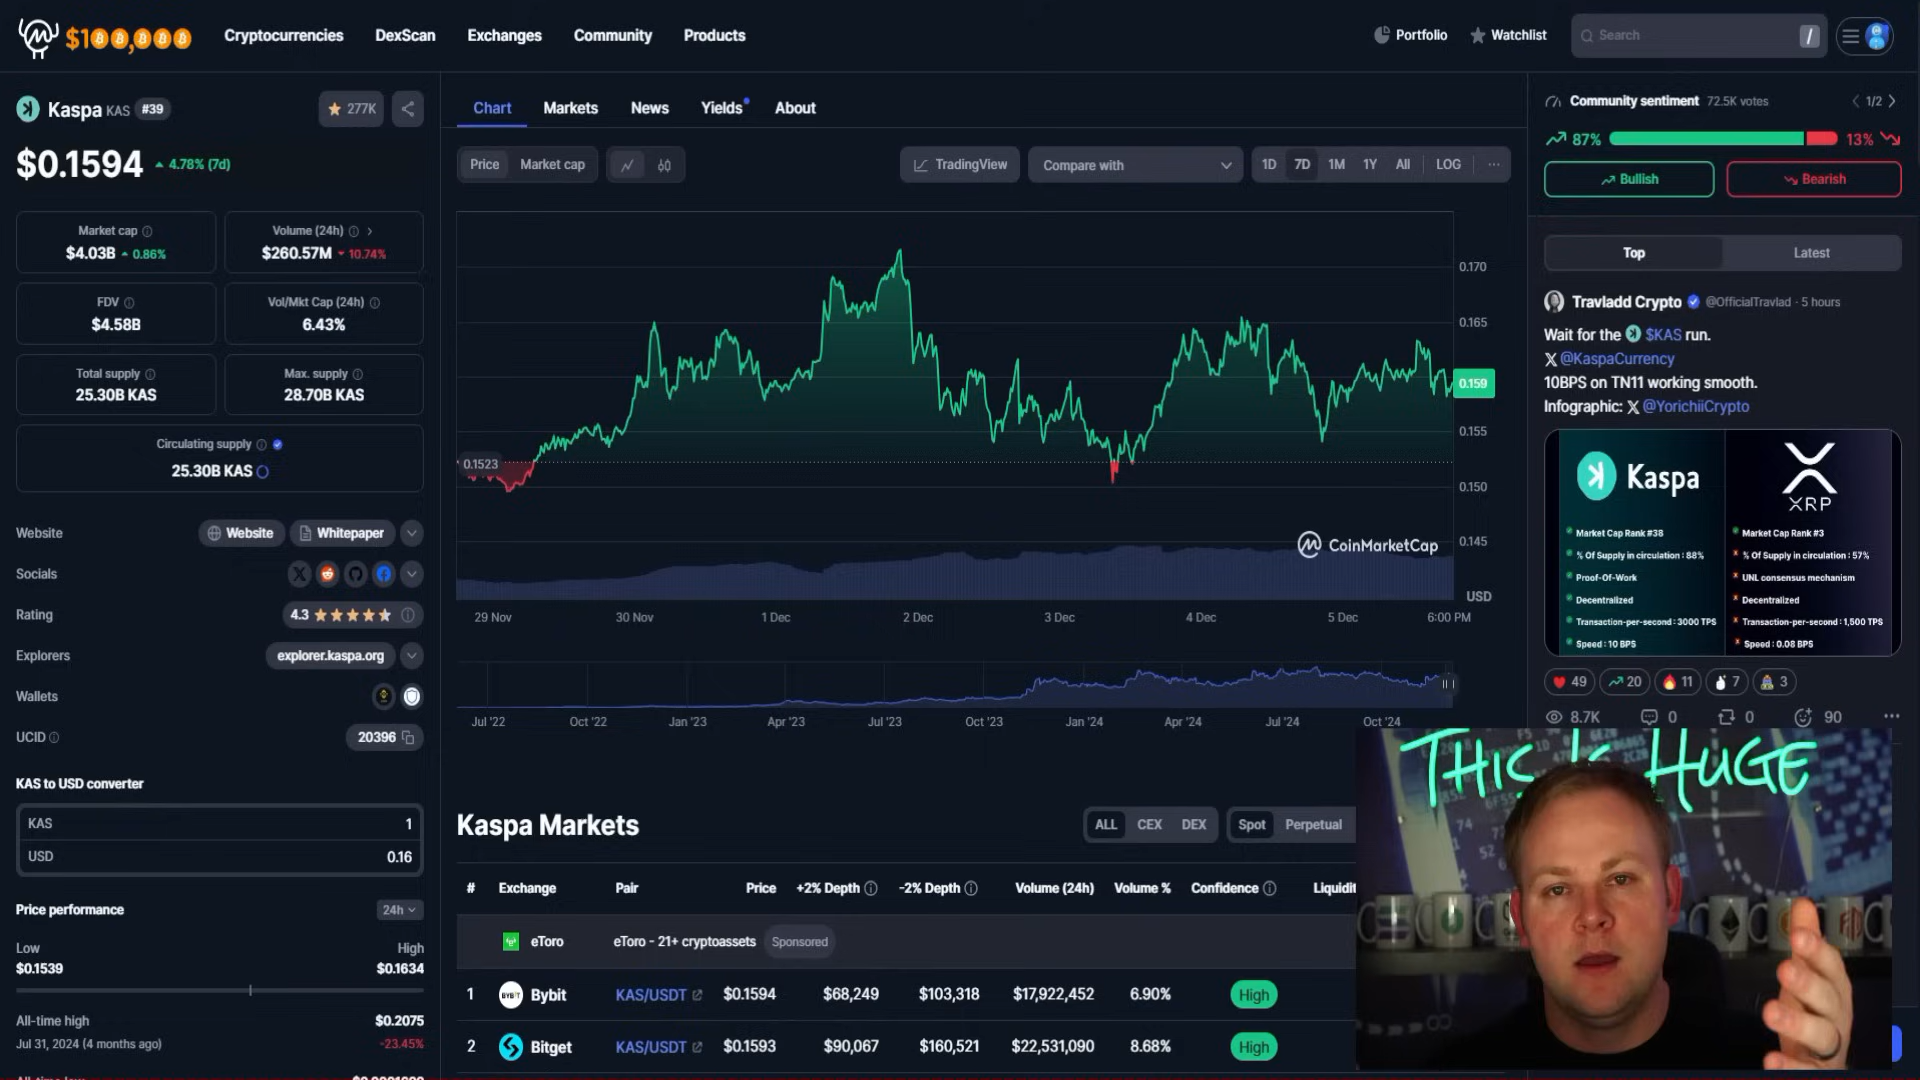 $100,000
Cryptocurrencies DexScan Exchanges Community Products
Portfolio Watchlist Search /
Kaspa KAS #39 277K
$0.1594 4.78% (7d)
Market cap
$4.03B 0.86%
Volume (24h)
$260.57M 10.74%
FDV
$4.58B
Vol/Mkt Cap (24h)
6.43%
Total supply
25.30B KAS
Max. supply
28.70B KAS
Circulating supply
25.30B KAS
Website Website Whitepaper
Socials
Rating 4.3
Explorers explorer.kaspa.org
Wallets
UCID 20396
KAS to USD converter
KAS 1
USD 0.16
Price performance 24h
Low High
$0.1539 $0.1634
All-time high $0.2075
Jul 31, 2024 (4 months ago) -23.45%
Chart Markets News Yields About
Price Market cap TradingView Compare with 1D 7D 1M 1Y All LOG ...
0.170
0.165
0.159
0.155
0.1523
0.150
0.145
CoinMarketCap
USD
29 Nov 30 Nov 1 Dec 2 Dec 3 Dec 4 Dec 5 Dec 6:00 PM
Jul '22 Oct '22 Jan '23 Apr '23 Jul '23 Oct '23 Jan '24 Apr '24 Jul '24 Oct '24
Kaspa Markets ALL CEX DEX Spot Perpetual
# Exchange Pair Price +2% Depth -2% Depth Volume (24h) Volume % Confidence Liquidit
eToro eToro - 21+ cryptoassets Sponsored
1 Bybit KAS/USDT $0.1594 $68,249 $103,318 $17,922,452 6.90% High
2 Bitget KAS/USDT $0.1593 $90,067 $160,521 $22,531,090 8.68% High
Community sentiment 72.5K votes 1/2
87% 13%
Bullish Bearish
Top Latest
Travladd Crypto @OfficialTravlad · 5 hours
Wait for the $KAS run.
@KaspaCurrency
10BPS on TN11 working smooth.
Infographic: @YorichiiCrypto
Kaspa
Market Cap Rank #38
% Of Supply in circulation : 88%
Proof-Of-Work
Decentralized
Transaction-per-second : 3000 TPS
Speed : 10 BPS
XRP
Market Cap Rank #3
% Of Supply in circulation : 57%
UNL consensus mechanism
Decentralized
Transaction-per-second : 1,500 TPS
Speed : 0.08 BPS
49 20 11 7 3
8.7K 0 0 90 ...
THIS IS HUGE